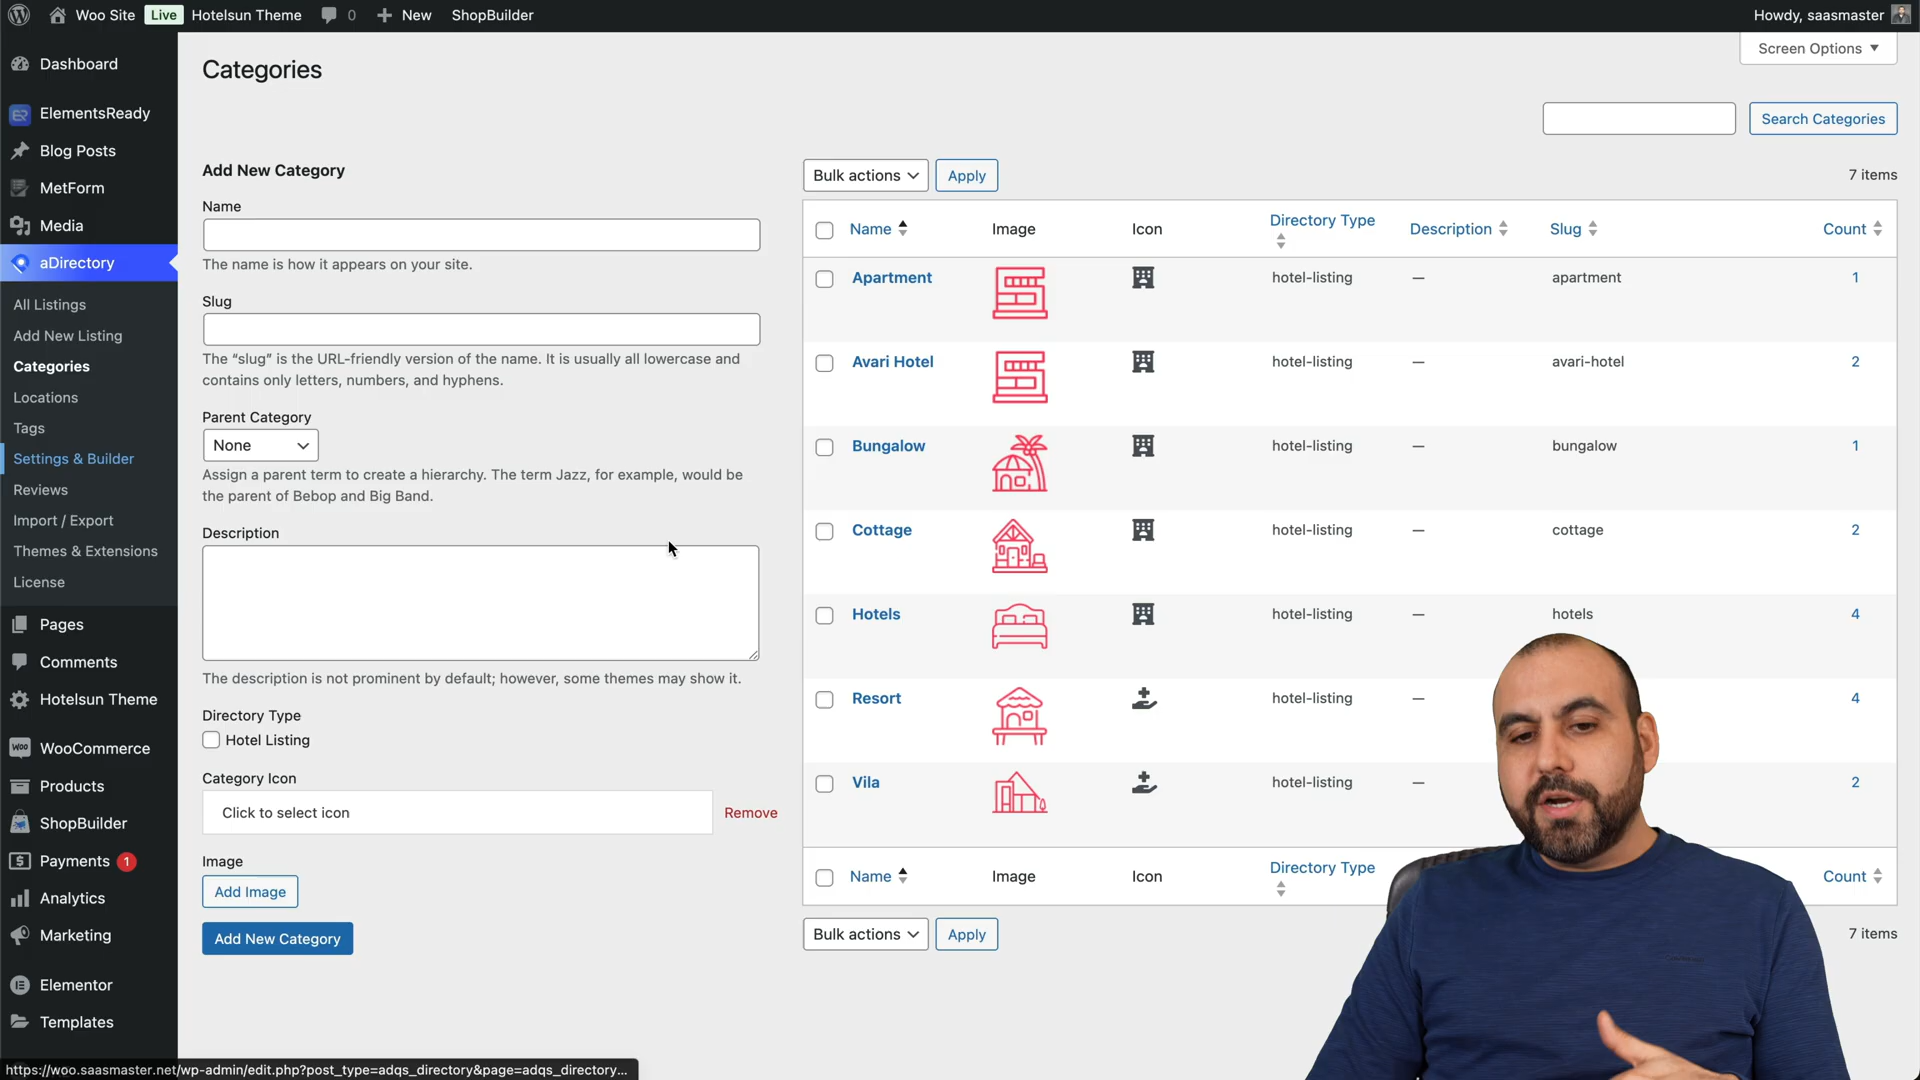 Woo Site Live Hotelsun Theme 0 New ShopBuilder Howdy, saasmaster
Screen Options
Dashboard
ElementsReady
Blog Posts
MetForm
Media
aDirectory
All Listings
Add New Listing
Categories
Locations
Tags
Settings & Builder
Reviews
Import / Export
Themes & Extensions
License
Pages
Comments
Hotelsun Theme
WooCommerce
Products
ShopBuilder
Payments 1
Analytics
Marketing
Elementor
Templates
Categories
Search Categories
Add New Category
Name
The name is how it appears on your site.
Slug
The “slug” is the URL-friendly version of the name. It is usually all lowercase and
contains only letters, numbers, and hyphens.
Parent Category
None
Assign a parent term to create a hierarchy. The term Jazz, for example, would be
the parent of Bebop and Big Band.
Description
The description is not prominent by default; however, some themes may show it.
Directory Type
Hotel Listing
Category Icon
Click to select icon Remove
Image
Add Image
Add New Category
Bulk actions Apply 7 items
Name Image Icon Directory Type Description Slug Count
Apartment hotel-listing — apartment 1
Avari Hotel hotel-listing — avari-hotel 2
Bungalow hotel-listing — bungalow 1
Cottage hotel-listing — cottage 2
Hotels hotel-listing — hotels 4
Resort hotel-listing — 4
Vila hotel-listing — 2
Name Image Icon Directory Type Count
Bulk actions Apply 7 items
https://woo.saasmaster.net/wp-admin/edit.php?post_type=adqs_directory&page=adqs_directory...